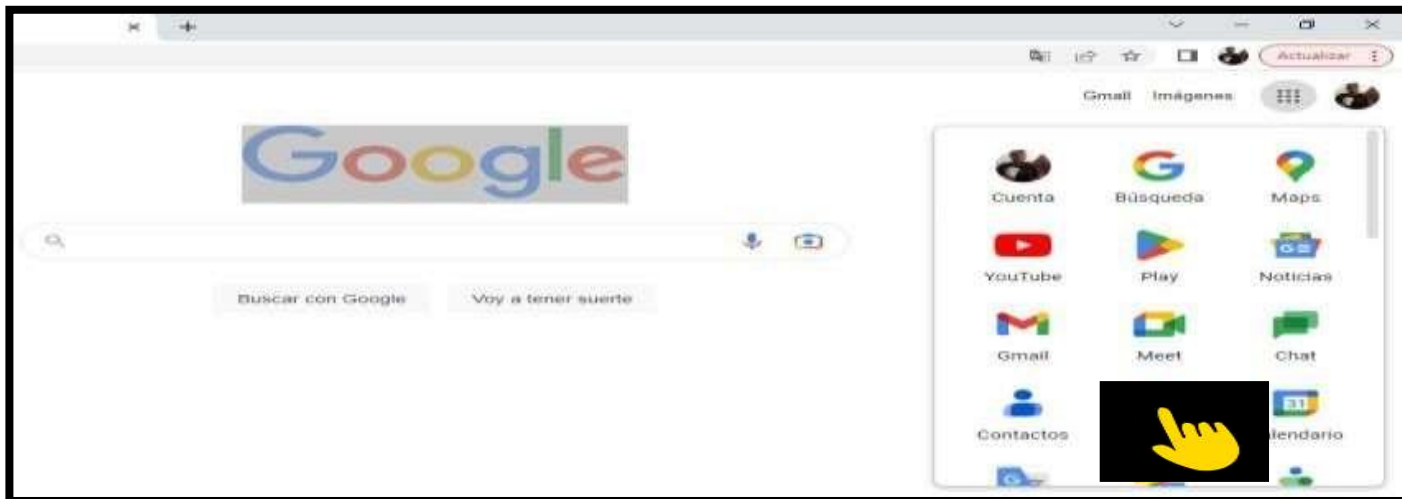 Actualizar
Gmail Imágenes
Google
Cuenta Búsqueda Maps
YouTube Play Noticias
Buscar con Google Voy a tener suerte
Gmail Meet Chat
31
Contactos lendario